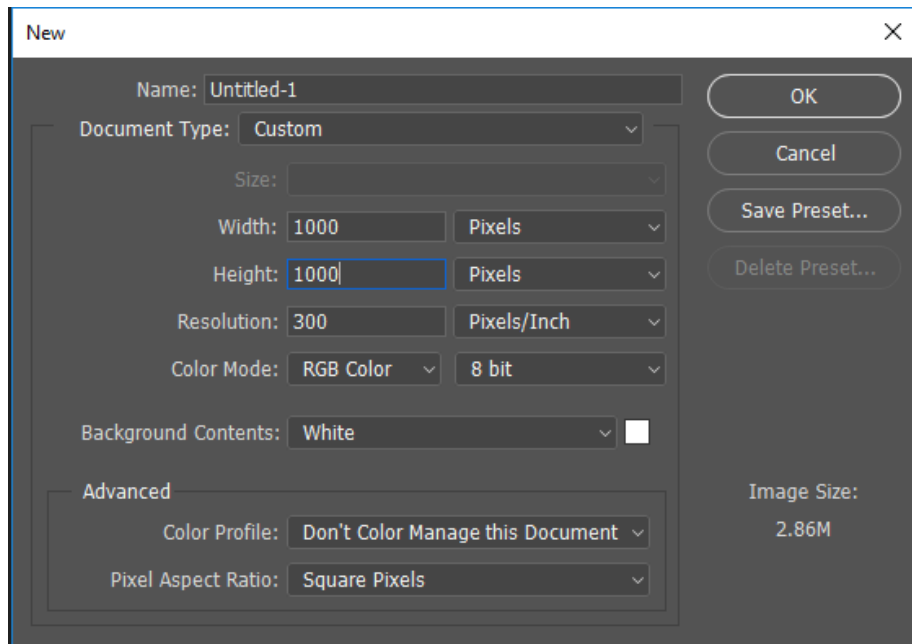 New
Name: Untitled-1
OK
Document Type: Custom
Cancel
Size:
Save Preset...
Width: 1000 Pixels
Delete Preset...
Height: 1000 Pixels
Resolution: 300 Pixels/Inch
Color Mode: RGB Color 8 bit
Background Contents: White
Advanced
Image Size:
2.86M
Color Profile: Don't Color Manage this Document
Pixel Aspect Ratio: Square Pixels